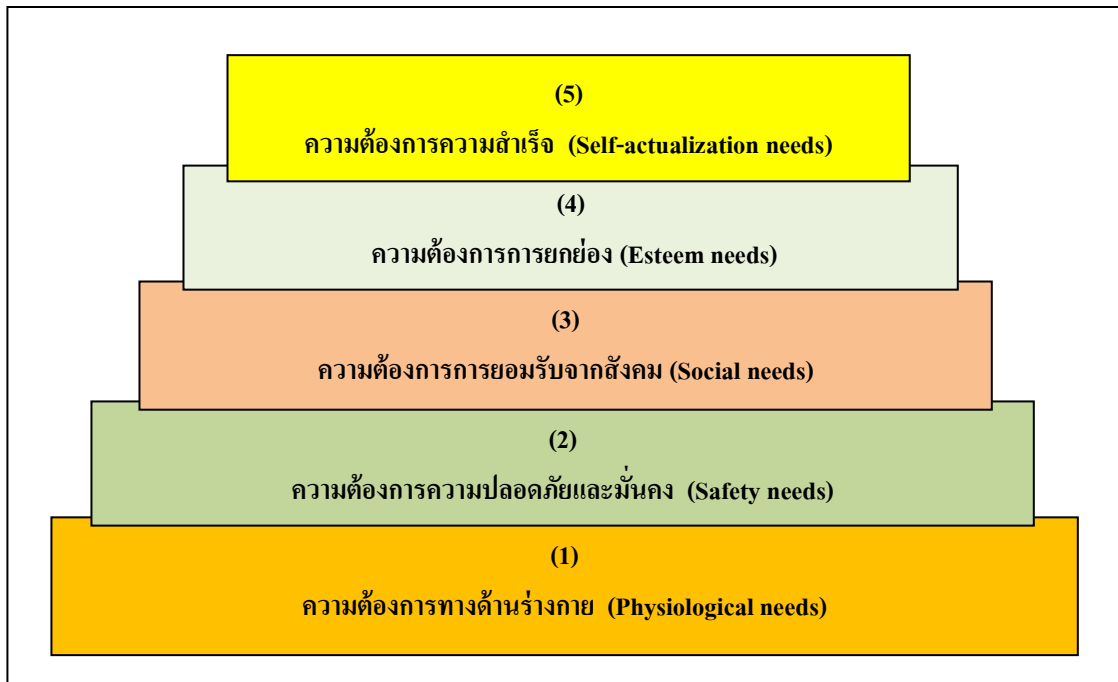 (5)
ความต้องการความสำเร็จ (Self-actualization needs)
(4)
ความต้องการการยกย่อง (Esteem needs)
(3)
ความต้องการการยอมรับจากสังคม (Social needs)
(2)
ความต้องการความปลอดภัยและมั่นคง (Safety needs)
(1)
ความต้องการทางด้านร่างกาย (Physiological needs)